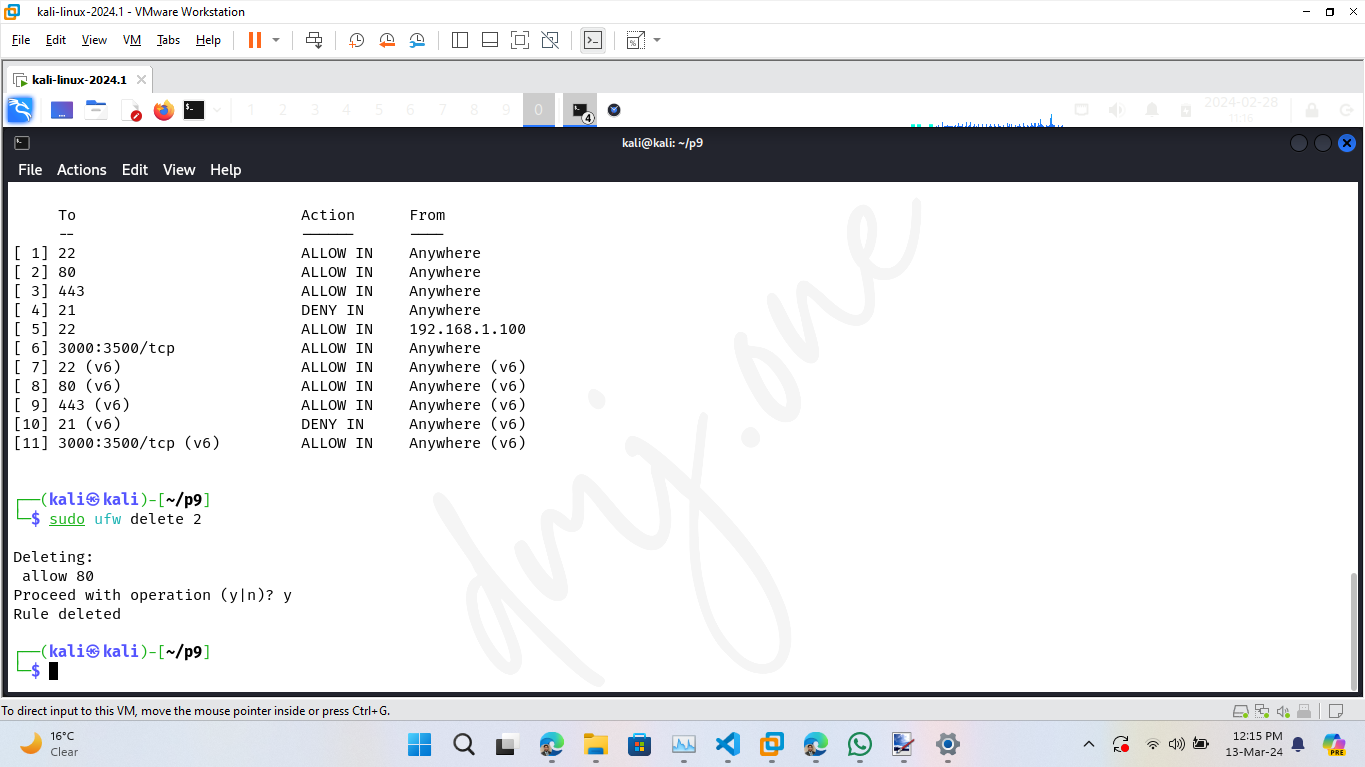 kali-linux-2024.1 - VMware Workstation
File Edit View VM Tabs Help
kali-linux-2024.1
1 2 3 4 5 6 7 8 9 0 4 2024-02-28
11:16
kali@kali: ~/p9
File Actions Edit View Help
To Action From
-- ------ ----
[ 1] 22 ALLOW IN Anywhere
[ 2] 80 ALLOW IN Anywhere
[ 3] 443 ALLOW IN Anywhere
[ 4] 21 DENY IN Anywhere
[ 5] 22 ALLOW IN 192.168.1.100
[ 6] 3000:3500/tcp ALLOW IN Anywhere
[ 7] 22 (v6) ALLOW IN Anywhere (v6)
[ 8] 80 (v6) ALLOW IN Anywhere (v6)
[ 9] 443 (v6) ALLOW IN Anywhere (v6)
[10] 21 (v6) DENY IN Anywhere (v6)
[11] 3000:3500/tcp (v6) ALLOW IN Anywhere (v6)
┌──(kali㉿kali)-[~/p9]
└─$ sudo ufw delete 2
Deleting:
allow 80
Proceed with operation (y|n)? y
Rule deleted
┌──(kali㉿kali)-[~/p9]
└─$
dmj.one
To direct input to this VM, move the mouse pointer inside or press Ctrl+G.
16°C
Clear
12:15 PM
13-Mar-24
PRE